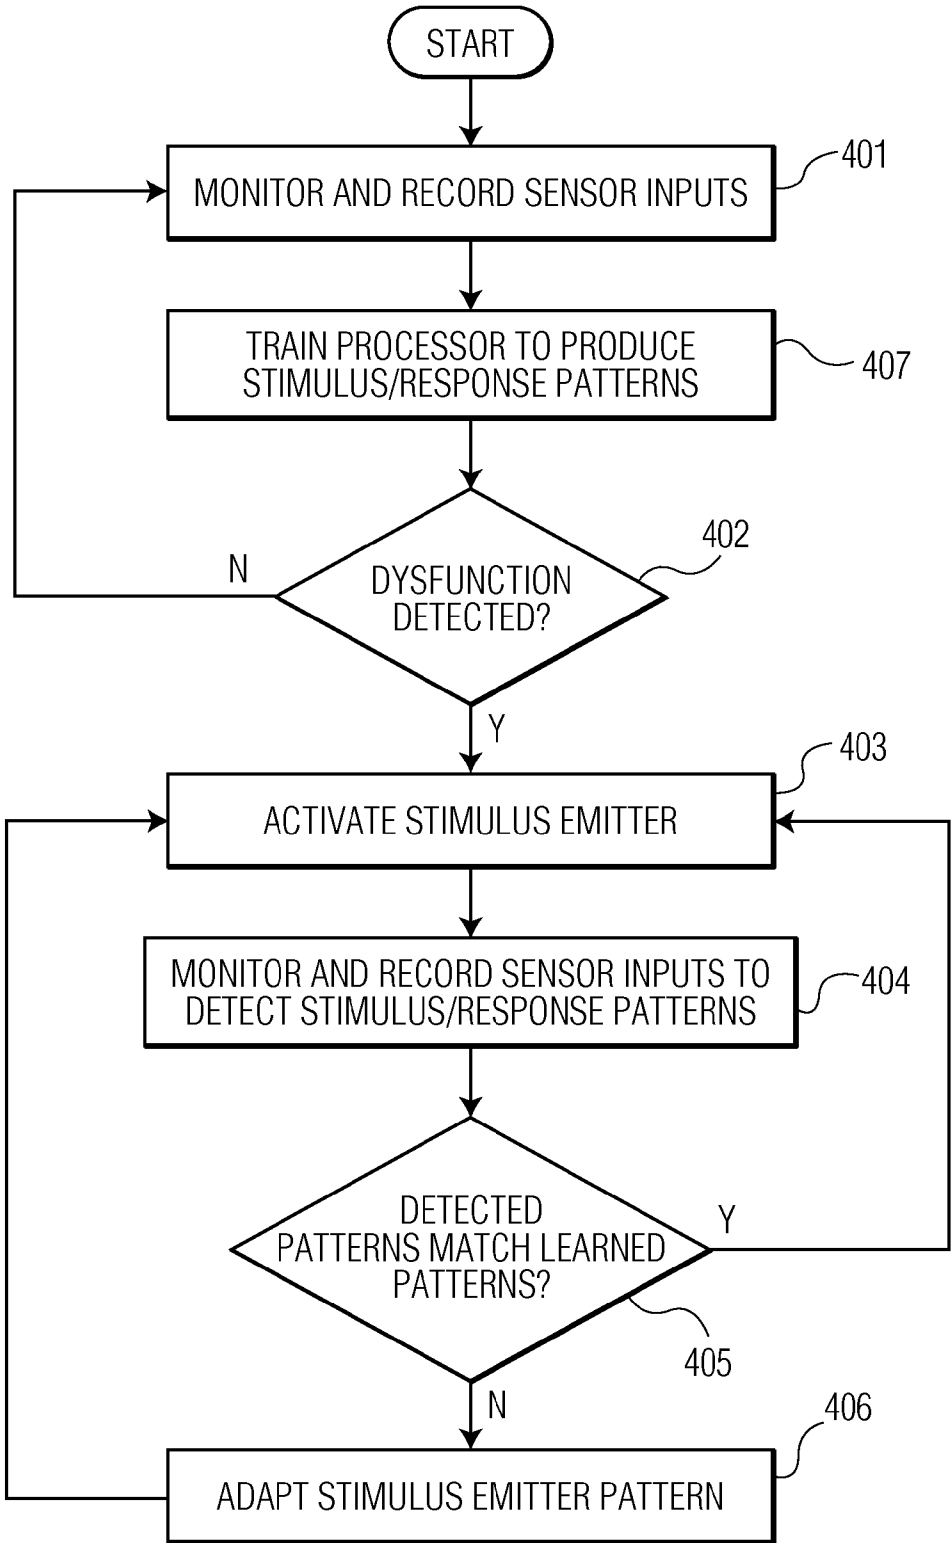 START
MONITOR AND RECORD SENSOR INPUTS
401
TRAIN PROCESSOR TO PRODUCE
STIMULUS/RESPONSE PATTERNS
407
402
N
DYSFUNCTION
DETECTED?
Y
403
ACTIVATE STIMULUS EMITTER
MONITOR AND RECORD SENSOR INPUTS TO
DETECT STIMULUS/RESPONSE PATTERNS
404
DETECTED
PATTERNS MATCH LEARNED
PATTERNS?
Y
405
N
406
ADAPT STIMULUS EMITTER PATTERN